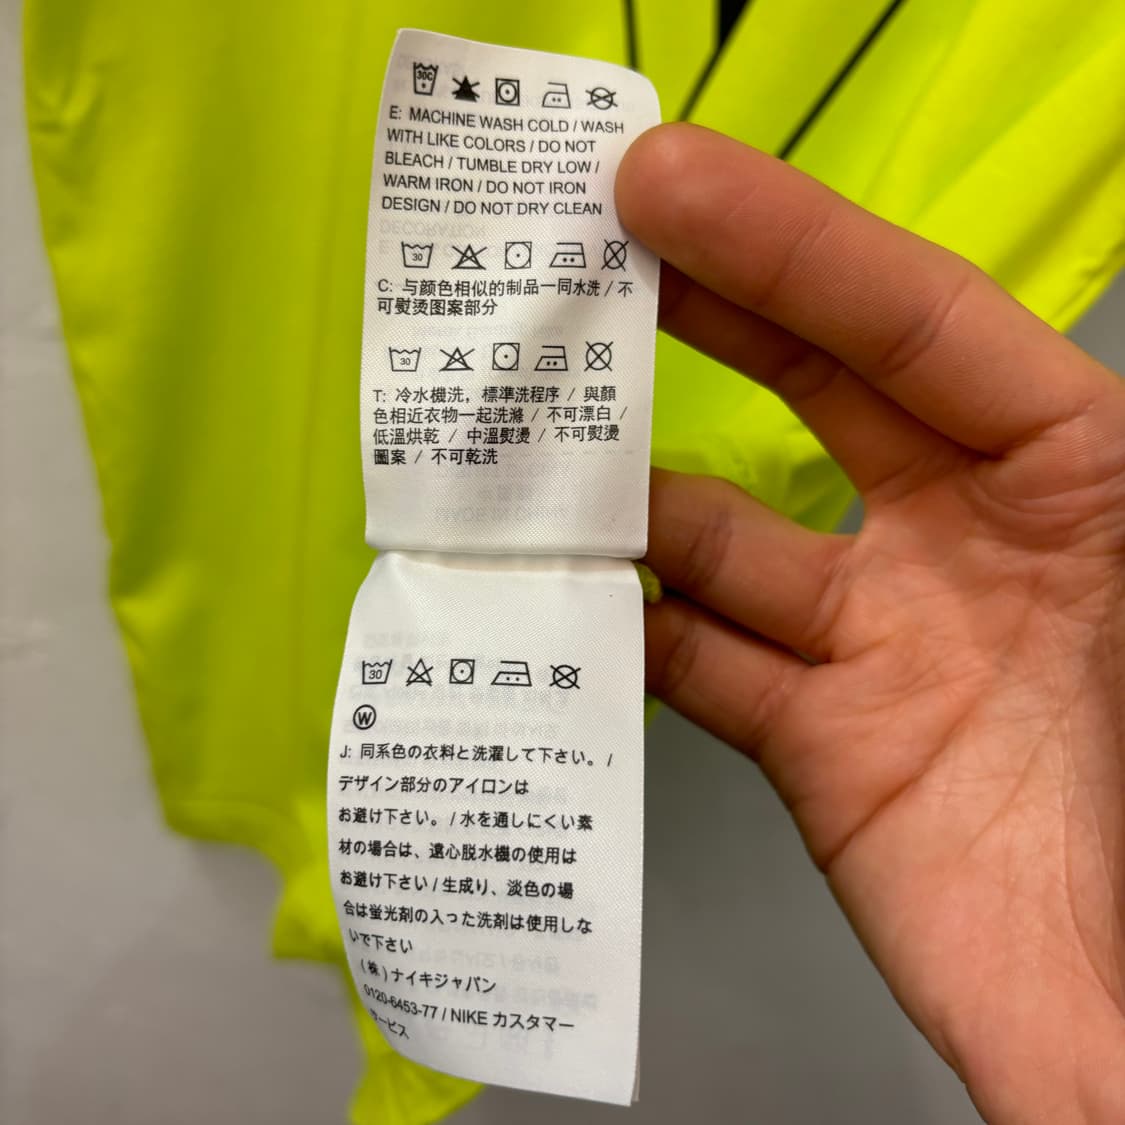 30C
E: MACHINE WASH COLD / WASH
WITH LIKE COLORS / DO NOT
BLEACH / TUMBLE DRY LOW /
WARM IRON / DO NOT IRON
DESIGN / DO NOT DRY CLEAN
30
C: 与颜色相似的制品一同水洗 / 不
可熨烫图案部分
30
T: 冷水機洗，標準洗程序 / 與顏
色相近衣物一起洗滌 / 不可漂白 /
低溫烘乾 / 中溫熨燙 / 不可熨燙
圖案 / 不可乾洗
30
W
J: 同系色の衣料と洗濯して下さい。 /
デザイン部分のアイロンは
お避け下さい。 / 水を通しにくい素
材の場合は、遠心脱水機の使用は
お避け下さい / 生成り、淡色の場
合は蛍光剤の入った洗剤は使用しな
いで下さい
(株)ナイキジャパン
0120-6453-77 / NIKE カスタマー
サービス